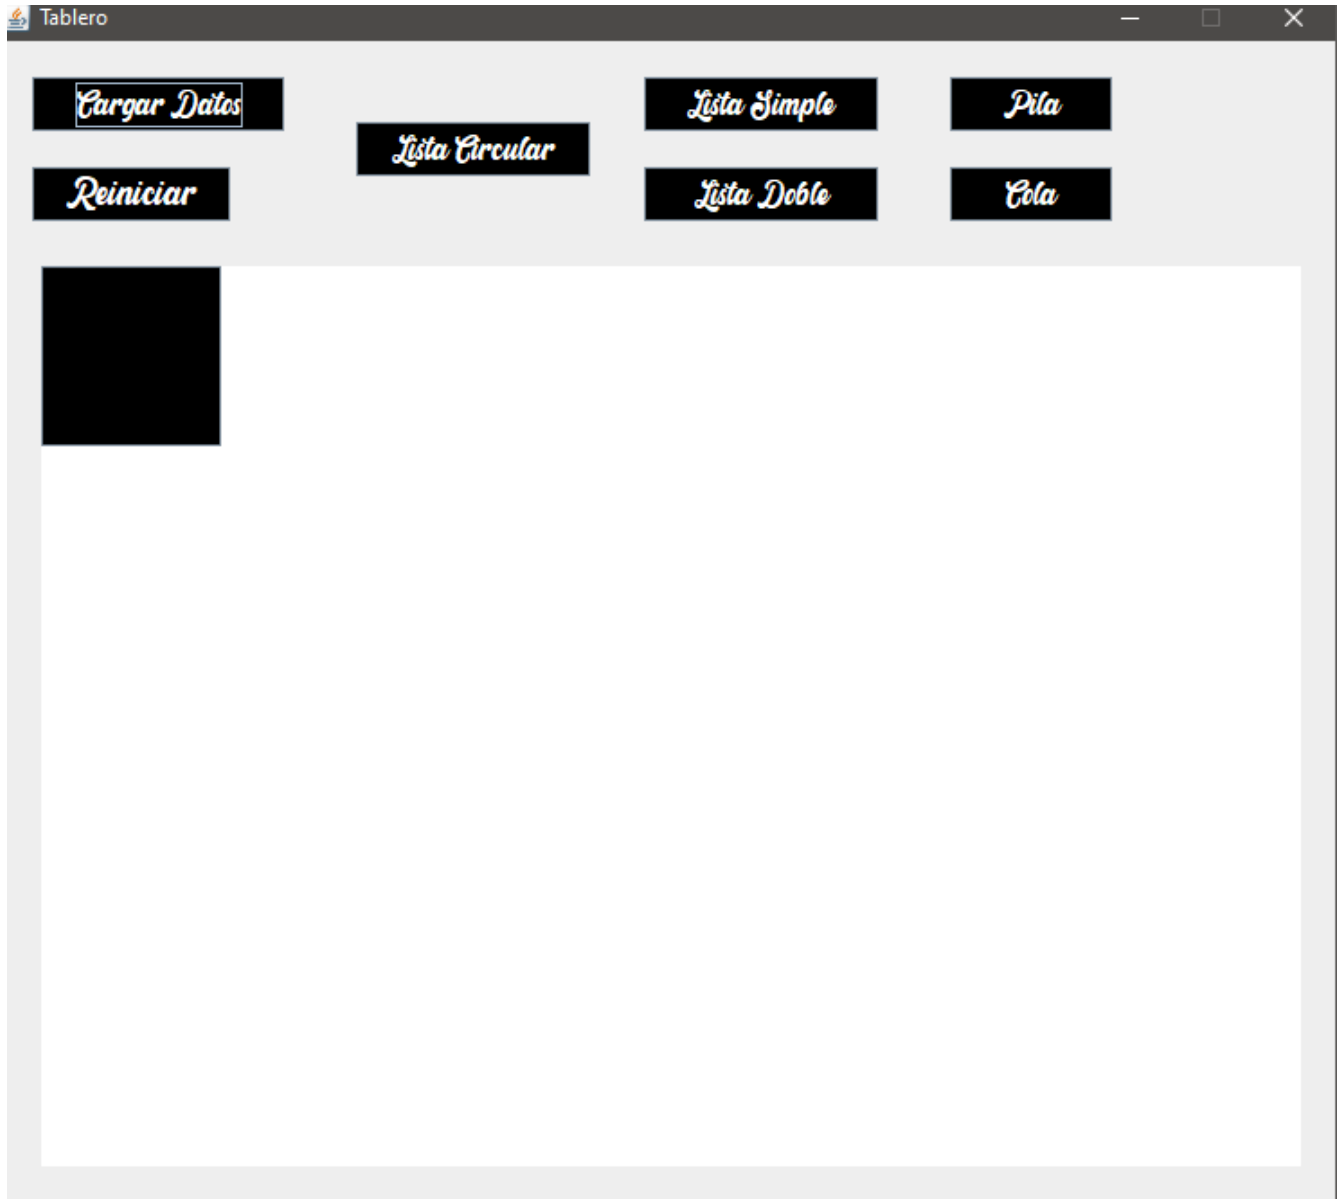 Tablero
Cargar Datos
Reiniciar
Lista Circular
Lista Simple
Lista Doble
Pila
Cola